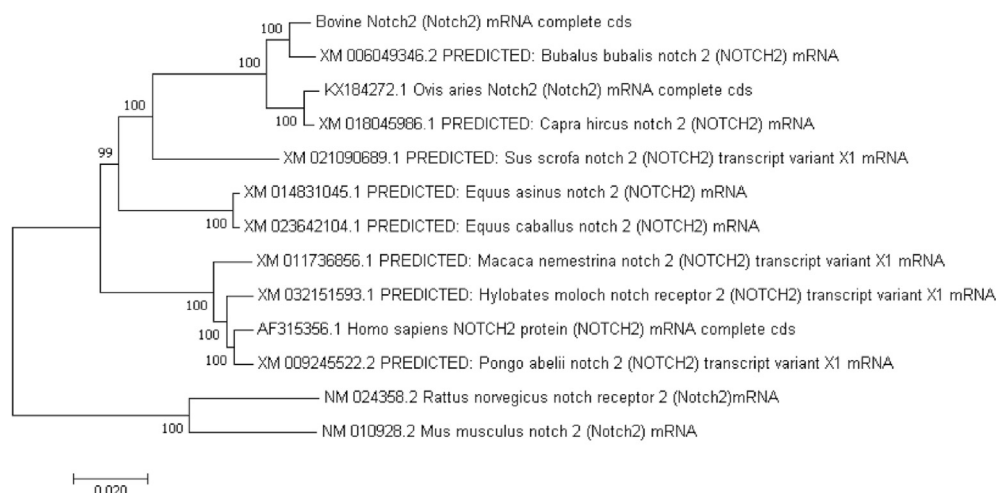 100
Bovine Notch2 (Notch2) mRNA complete cds
100
XM 006049346.2 PREDICTED: Bubalus bubalis notch 2 (NOTCH2) mRNA
KX184272.1 Ovis aries Notch2 (Notch2) mRNA complete cds
100
100
XM 018045986.1 PREDICTED: Capra hircus notch 2 (NOTCH2) mRNA
99
XM 021090689.1 PREDICTED: Sus scrofa notch 2 (NOTCH2) transcript variant X1 mRNA
XM 014831045.1 PREDICTED: Equus asinus notch 2 (NOTCH2) mRNA
100
XM 023642104.1 PREDICTED: Equus caballus notch 2 (NOTCH2) mRNA
XM 011736856.1 PREDICTED: Macaca nemestrina notch 2 (NOTCH2) transcript variant X1 mRNA
100
XM 032151593.1 PREDICTED: Hylobates moloch notch receptor 2 (NOTCH2) transcript variant X1 mRNA
100
AF315356.1 Homo sapiens NOTCH2 protein (NOTCH2) mRNA complete cds
100
XM 009245522.2 PREDICTED: Pongo abelii notch 2 (NOTCH2) transcript variant X1 mRNA
NM 024358.2 Rattus norvegicus notch receptor 2 (Notch2)mRNA
100
NM 010928.2 Mus musculus notch 2 (Notch2) mRNA
0.020